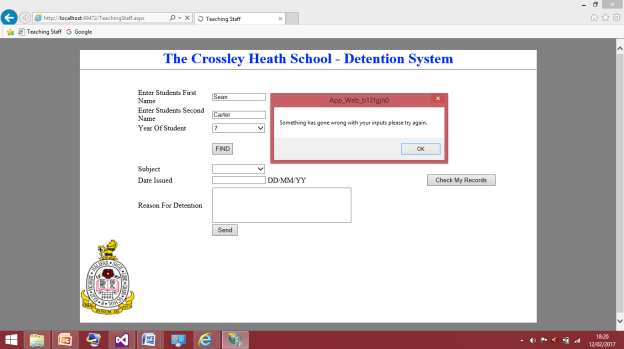 http://localhost:49472/TeachingStaff.aspx
Teaching Staff
Teaching Staff
Google
The Crossley Heath School - Detention System
Enter Students First Name
Sean
App_Web_b12fgjh0
Enter Students Second Name
Carter
Something has gone wrong with your inputs please try again.
Year Of Student
7
FIND
OK
Subject
Date Issued
DD/MM/YY
Check My Records
Reason For Detention
Send
18:20
12/02/2017